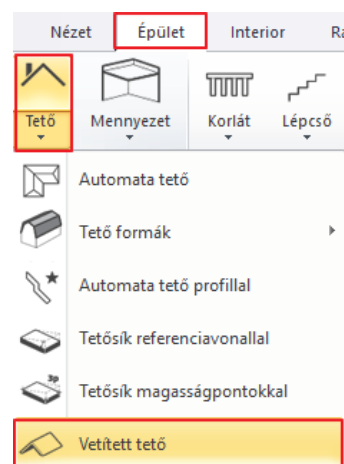 Nézet Épület Interior
Tető Mennyezet Korlát Lépcső
Automata tető
Tető formák
Automata tető profillal
Tetősík referenciavonallal
3p
Tetősík magasságpontokkal
Vetített tető